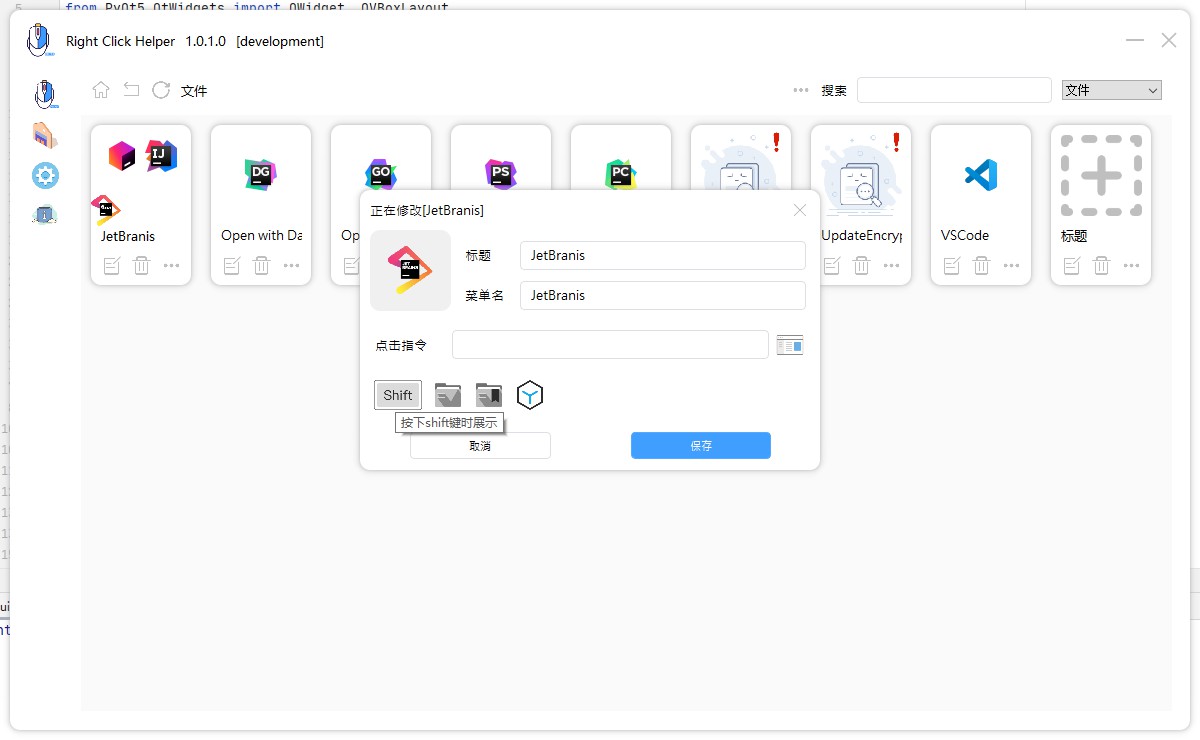 from PyQt5.QtWidgets import QWidget, QVBoxLayout
Right Click Helper 1.0.1.0 [development]
文件
搜索
文件
IJ
DG
GO
PS
PC
JetBranis
Open with Da
Op
UpdateEncryp
VSCode
标题
正在修改[JetBranis]
JET BRAINS
标题
JetBranis
菜单名
JetBranis
点击指令
Shift
按下shift键时展示
取消
保存